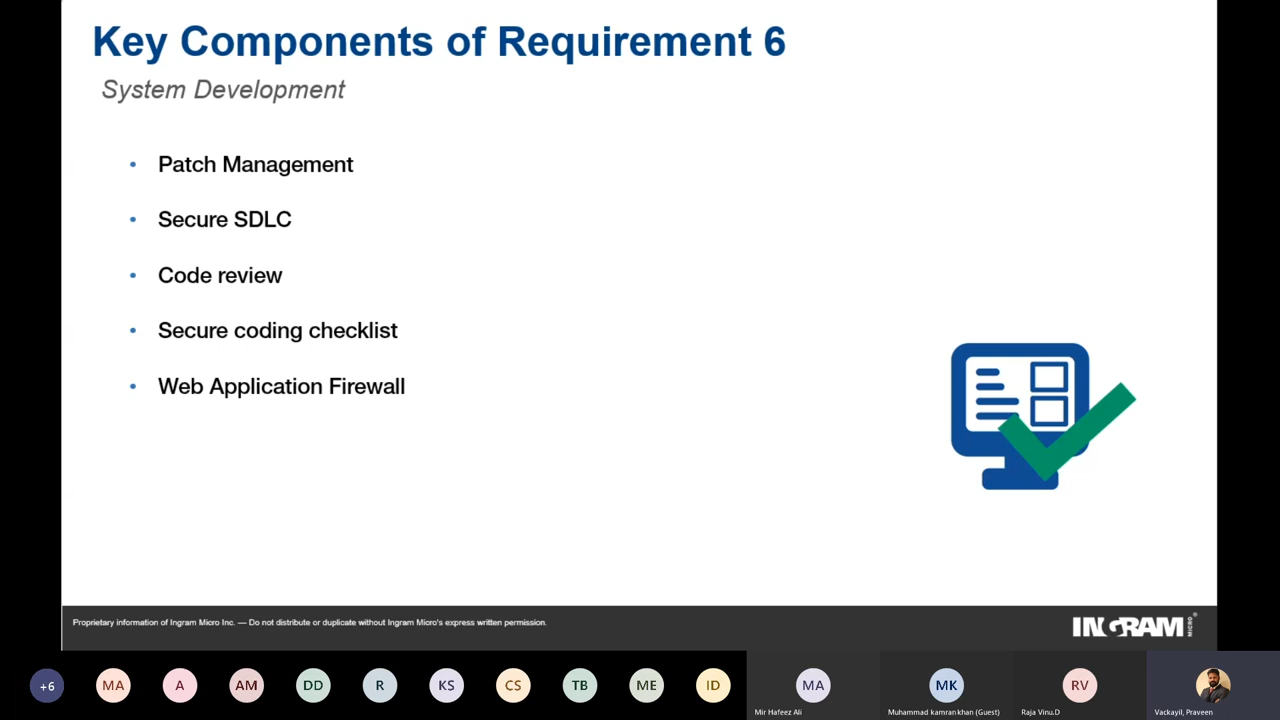 Key Components of Requirement 6
System Development
• Patch Management
• Secure SDLC
• Code review
• Secure coding checklist
• Web Application Firewall
Proprietary information of Ingram Micro Inc. — Do not distribute or duplicate without Ingram Micro's express written permission.
INGRAM MICRO®
+6 MA A AM DD R KS CS TB ME ID MA MK RV
Mir Hafeez Ali Muhammad kamran khan (Guest) Raja Vinu.D Vackayil, Praveen